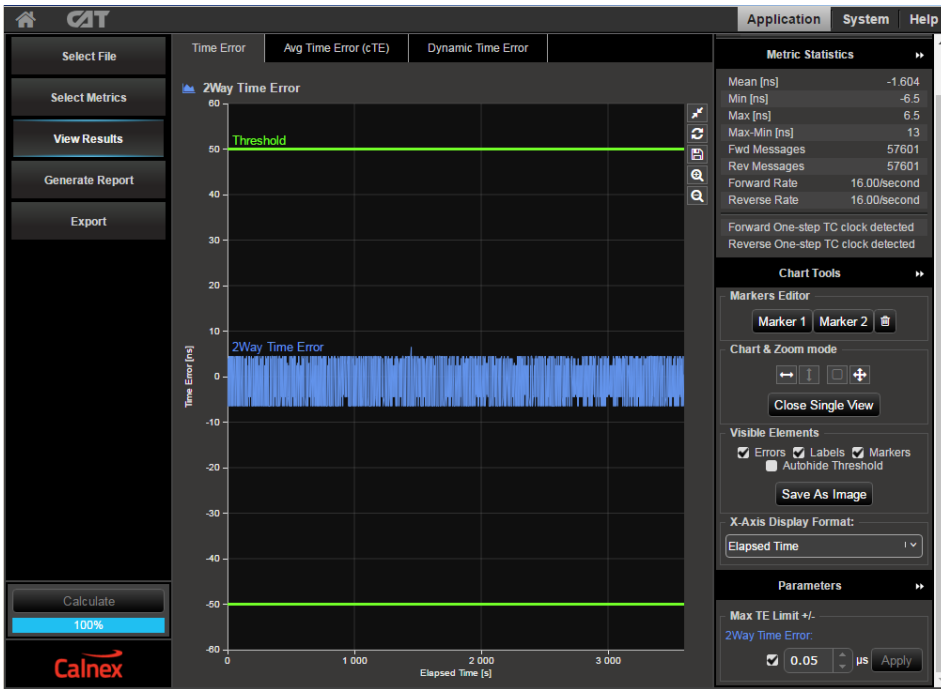 CAT
Application System Help
Select File
Select Metrics
View Results
Generate Report
Export
Calculate
100%
Calnex
Time Error Avg Time Error (cTE) Dynamic Time Error
2Way Time Error
60
50
40
30
20
10
0
-10
-20
-30
-40
-50
-60
Time Error [ns]
Threshold
2Way Time Error
0 1 000 2 000 3 000
Elapsed Time [s]
Metric Statistics
Mean [ns] -1.604
Min [ns] -6.5
Max [ns] 6.5
Max-Min [ns] 13
Fwd Messages 57601
Rev Messages 57601
Forward Rate 16.00/second
Reverse Rate 16.00/second
Forward One-step TC clock detected
Reverse One-step TC clock detected
Chart Tools
Markers Editor
Marker 1 Marker 2
Chart & Zoom mode
Close Single View
Visible Elements
Errors Labels Markers
Autohide Threshold
Save As Image
X-Axis Display Format:
Elapsed Time
Parameters
Max TE Limit +/-
2Way Time Error:
0.05 µs Apply